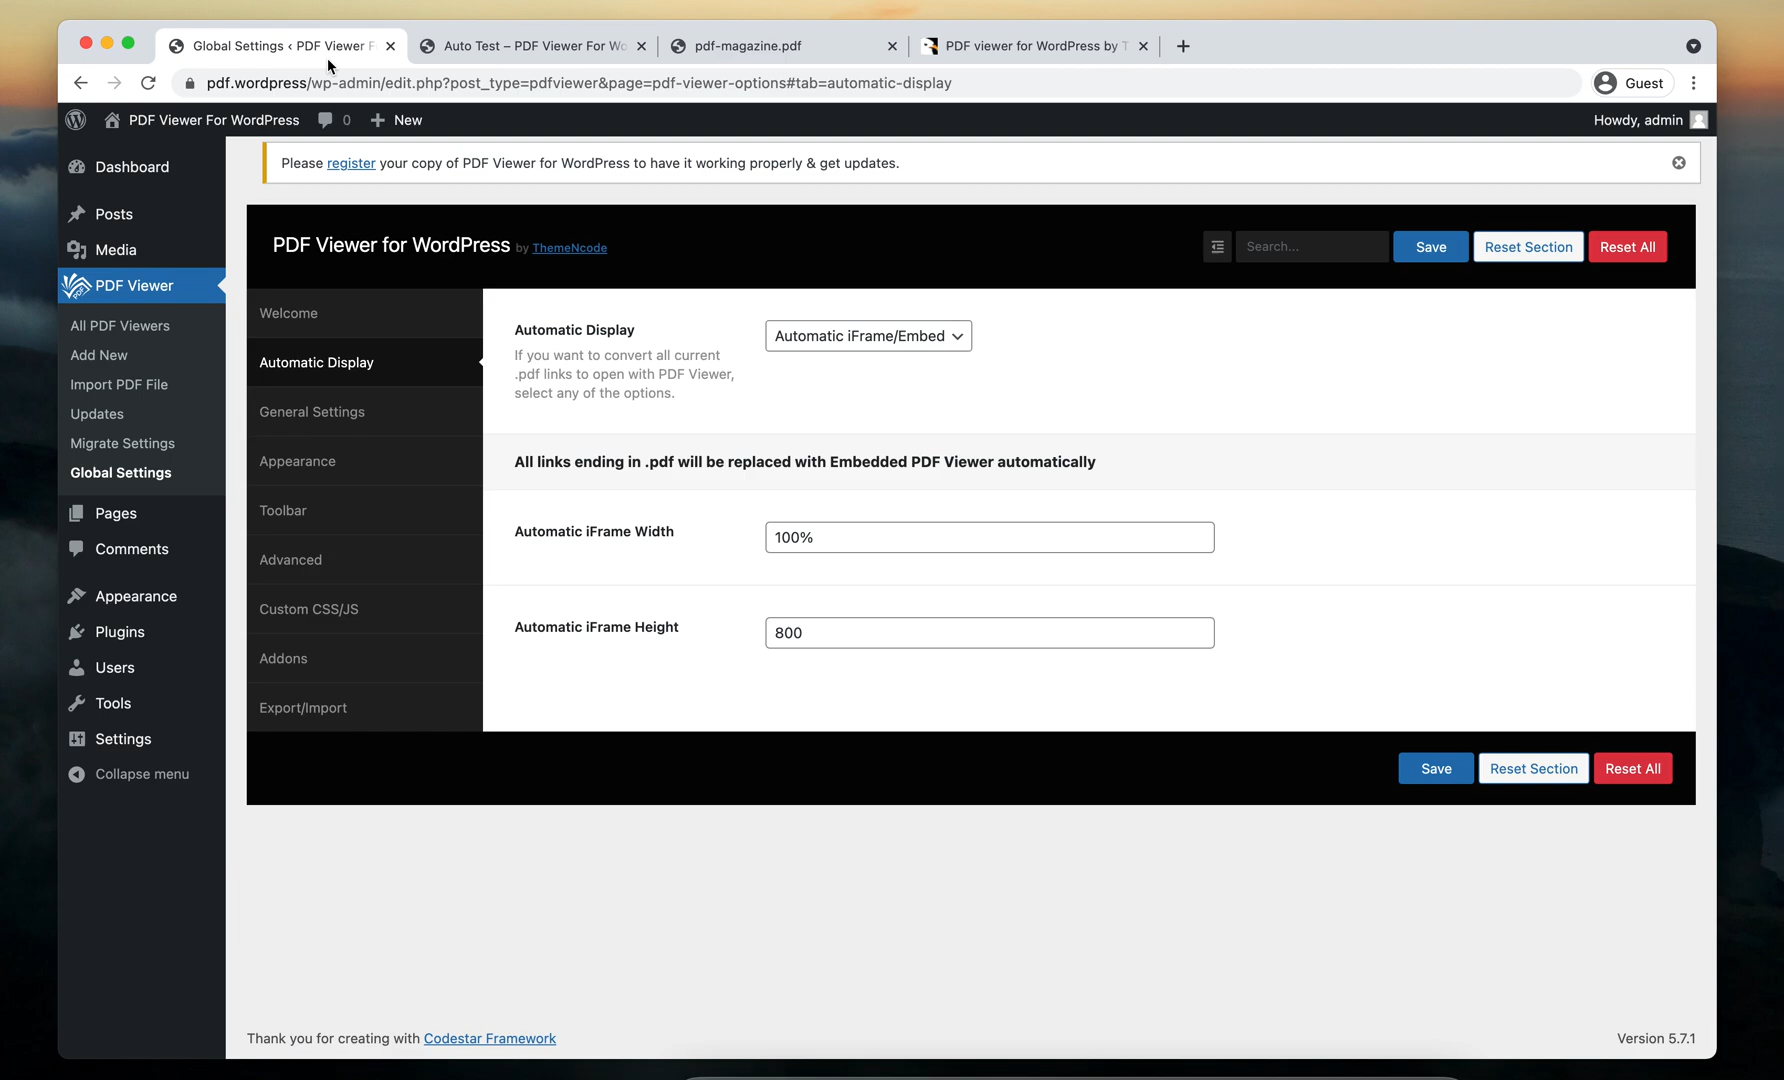 Global Settings ‹ PDF Viewer F
Auto Test – PDF Viewer For Wo
pdf-magazine.pdf
PDF viewer for WordPress by T
pdf.wordpress/wp-admin/edit.php?post_type=pdfviewer&page=pdf-viewer-options#tab=automatic-display
Guest
PDF Viewer For WordPress
0
New
Howdy, admin
Dashboard
Posts
Media
PDF Viewer
All PDF Viewers
Add New
Import PDF File
Updates
Migrate Settings
Global Settings
Pages
Comments
Appearance
Plugins
Users
Tools
Settings
Collapse menu
Please register your copy of PDF Viewer for WordPress to have it working properly & get updates.
PDF Viewer for WordPress by ThemeNcode
Search...
Save
Reset Section
Reset All
Welcome
Automatic Display
General Settings
Appearance
Toolbar
Advanced
Custom CSS/JS
Addons
Export/Import
Automatic Display
If you want to convert all current
.pdf links to open with PDF Viewer,
select any of the options.
Automatic iFrame/Embed
All links ending in .pdf will be replaced with Embedded PDF Viewer automatically
Automatic iFrame Width
100%
Automatic iFrame Height
800
Save
Reset Section
Reset All
Thank you for creating with Codestar Framework
Version 5.7.1